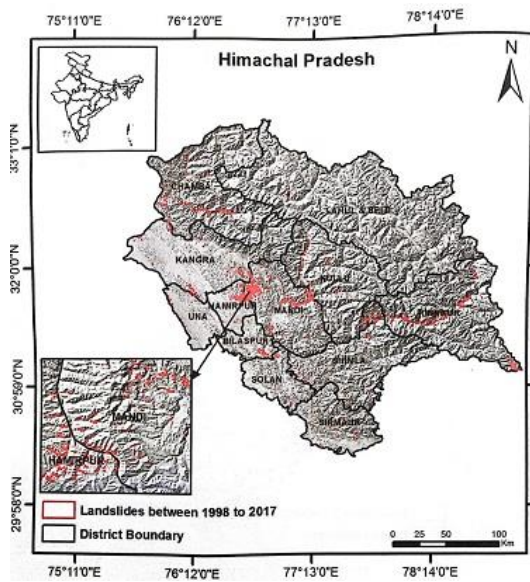 75°11'0"E 76°12'0"E 77°13'0"E 78°14'0"E
Himachal Pradesh
N
33°1'0"N
32°0'0"N
30°59'0"N
29°58'0"N
CHAMBA
LAHUL & SPITI
KANGRA
KULLU
HAMIRPUR
UNA
MANDI
KINNAUR
BILASPUR
SHIMLA
SOLAN
SIRMAUR
MANDI
HAMIRPUR
Landslides between 1998 to 2017
District Boundary
0 25 50 100
Km
75°11'0"E 76°12'0"E 77°13'0"E 78°14'0"E